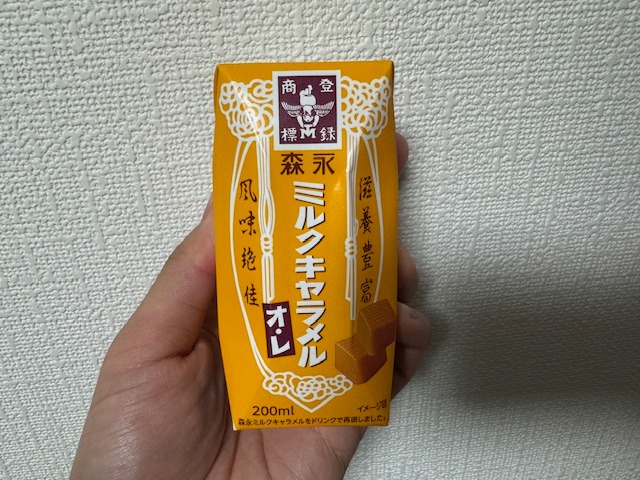 登録
商標
M
森永
滋養豊富
ミルクキャラメル
オ・レ
風味絶佳
200ml
イメージ図
森永ミルクキャラメルをドリンクで再現しました。